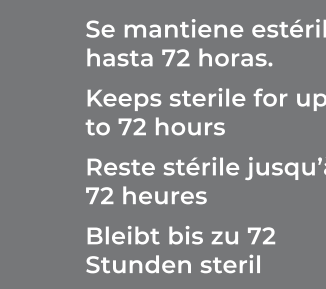 Se mantiene estéril
hasta 72 horas.
Keeps sterile for up
to 72 hours
Reste stérile jusqu'à
72 heures
Bleibt bis zu 72
Stunden steril